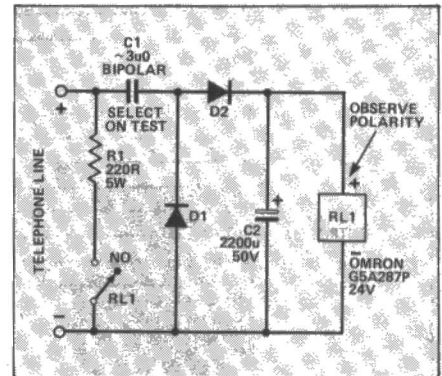 C1
~3u0
BIPOLAR
SELECT
ON TEST
D2
OBSERVE
POLARITY
+
R1
220R
5W
TELEPHONE LINE
D1
+
C2
2200u
50V
+
RL1
–
OMRON
G5A287P
24V
NO
RL1
–